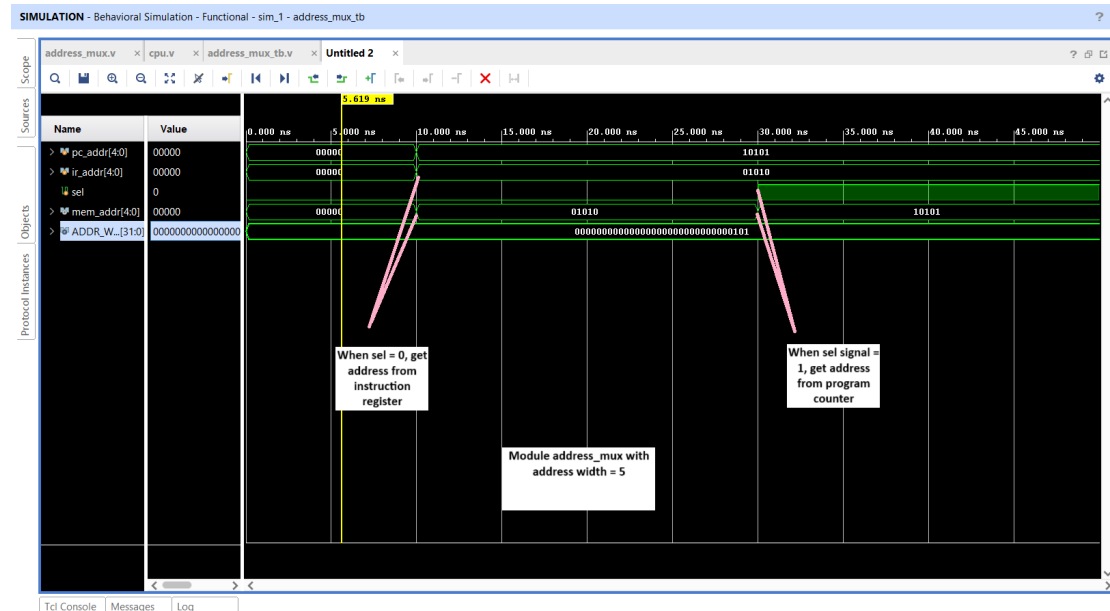 SIMULATION - Behavioral Simulation - Functional - sim_1 - address_mux_tb ?
address_mux.v × cpu.v × address_mux_tb.v × Untitled 2 × ?
Scope
Sources
Objects
Protocol Instances
5.619 ns
Name Value 0.000 ns 5.000 ns 10.000 ns 15.000 ns 20.000 ns 25.000 ns 30.000 ns 35.000 ns 40.000 ns 45.000 ns
pc_addr[4:0] 00000 00000 10101
ir_addr[4:0] 00000 00000 01010
sel 0
mem_addr[4:0] 00000 00000 01010 10101
ADDR_W...[31:0] 0000000000000000 00000000000000000000000000000101
When sel = 0, get
address from
instruction
register
When sel signal =
1, get address
from program
counter
Module address_mux with
address width = 5
Tcl Console Messages Log